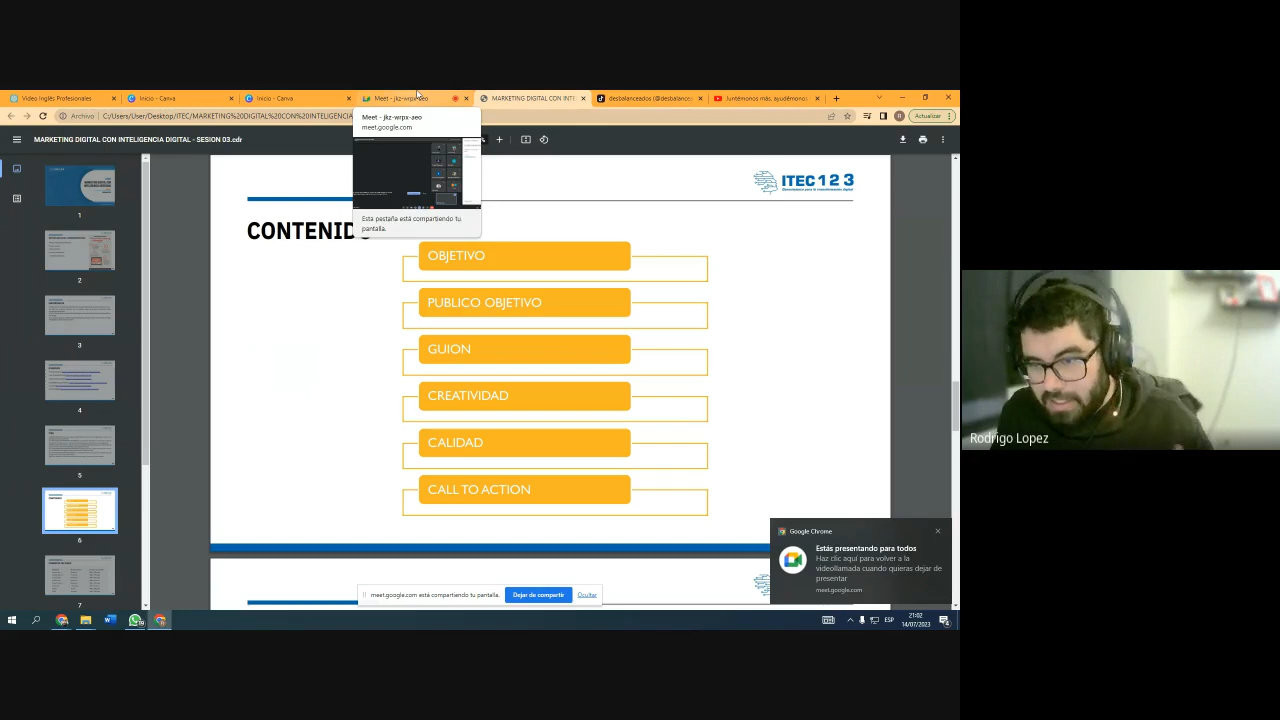 Video Inglés Profesionales
Inicio - Canva
Inicio - Canva
Meet - jkz-wrpx-aeo
MARKETING DIGITAL CON INTE
desbalanceados (@desbalance
Juntémonos más, ayudémono
Archivo
C:/Users/User/Desktop/ITEC/MARKETING%20DIGITAL%20CON%20INTELIGENCIA
Actualizar
Meet - jkz-wrpx-aeo
meet.google.com
Esta pestaña está compartiendo tu
pantalla.
MARKETING DIGITAL CON INTELIGENCIA DIGITAL - SESION 03.cdr
1
2
3
4
5
6
7
ITEC 1 2 3
CONTENID
OBJETIVO
PUBLICO OBJETIVO
GUION
CREATIVIDAD
CALIDAD
CALL TO ACTION
Rodrigo Lopez
Google Chrome
Estás presentando para todos
Haz clic aquí para volver a la
videollamada cuando quieras dejar de
presentar
meet.google.com
meet.google.com está compartiendo tu pantalla.
Dejar de compartir
Ocultar
ESP
21:02
14/07/2023